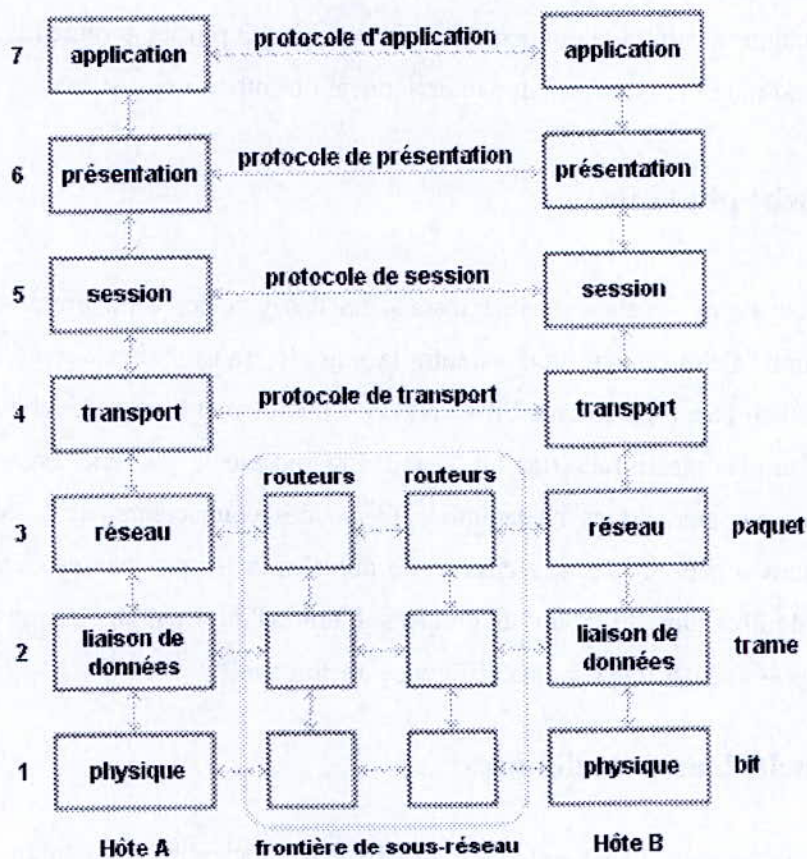 7 application protocole d'application application
6 présentation protocole de présentation présentation
5 session protocole de session session
4 transport protocole de transport transport
routeurs routeurs
3 réseau réseau paquet
2 liaison de données liaison de données trame
1 physique physique bit
Hôte A frontière de sous-réseau Hôte B